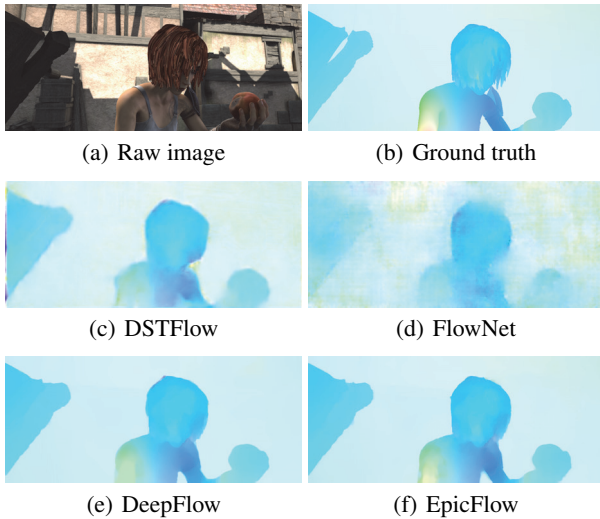 (a) Raw image
(b) Ground truth
(c) DSTFlow
(d) FlowNet
(e) DeepFlow
(f) EpicFlow